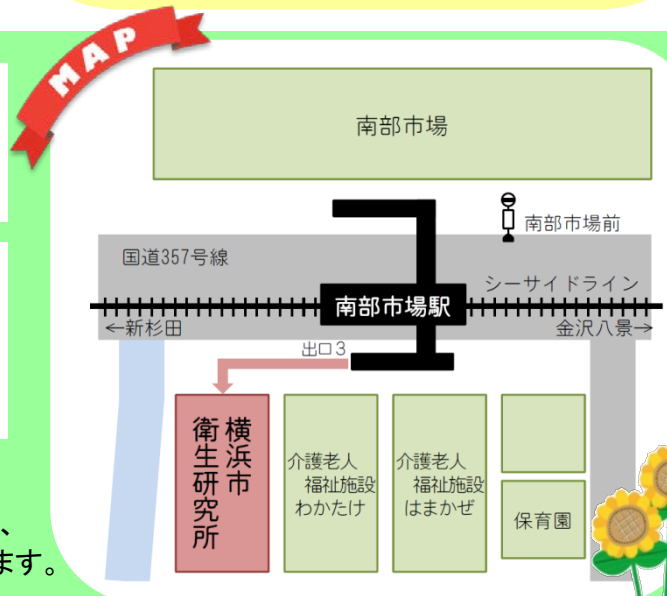 MAP
南部市場
南部市場前
国道357号線
シーサイドライン
南部市場駅
←新杉田
金沢八景→
出口3
横浜市
衛生研究所
介護老人
福祉施設
わかたけ
介護老人
福祉施設
はまかぜ
保育園
、
ます。